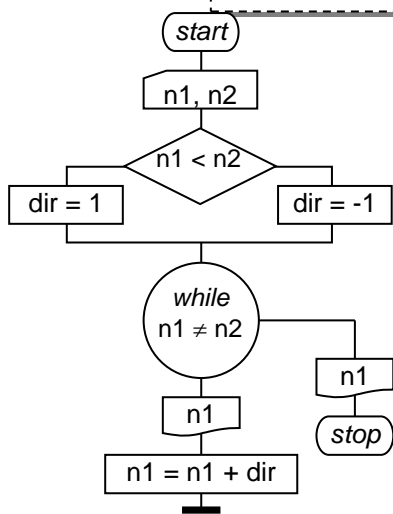 start
n1, n2
n1 < n2
dir = 1
dir = -1
while
n1 ≠ n2
n1
n1
stop
n1 = n1 + dir